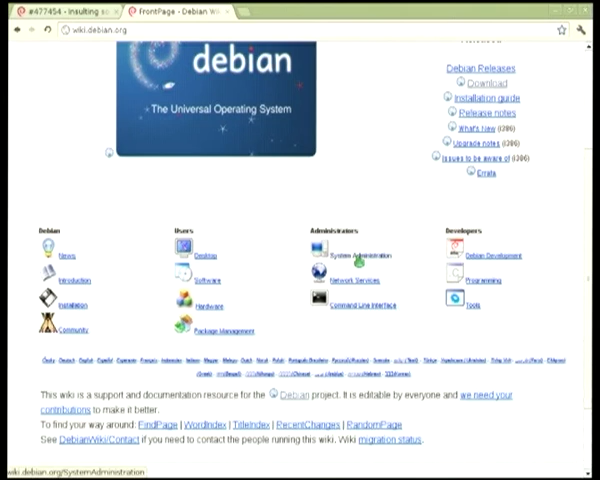 #477454 - Insulting so
FrontPage - Debian Wi
wiki.debian.org
debian
The Universal Operating System
Debian Releases
Download
Installation guide
Release notes
What's New (i386)
Upgrade notes (i386)
Issues to be aware of (i386)
Errata
Debian
Users
Administrators
Developers
News
Desktop
System Administration
Debian Development
Introduction
Software
Network Services
Programming
Installation
Hardware
Command Line Interface
Tools
Community
Package Management
This wiki is a support and documentation resource for the Debian project. It is editable by everyone and we need your
contributions to make it better.
To find your way around: FindPage | WordIndex | TitleIndex | RecentChanges | RandomPage
See DebianWiki/Contact if you need to contact the people running this wiki. Wiki migration status.
wiki.debian.org/SystemAdministration